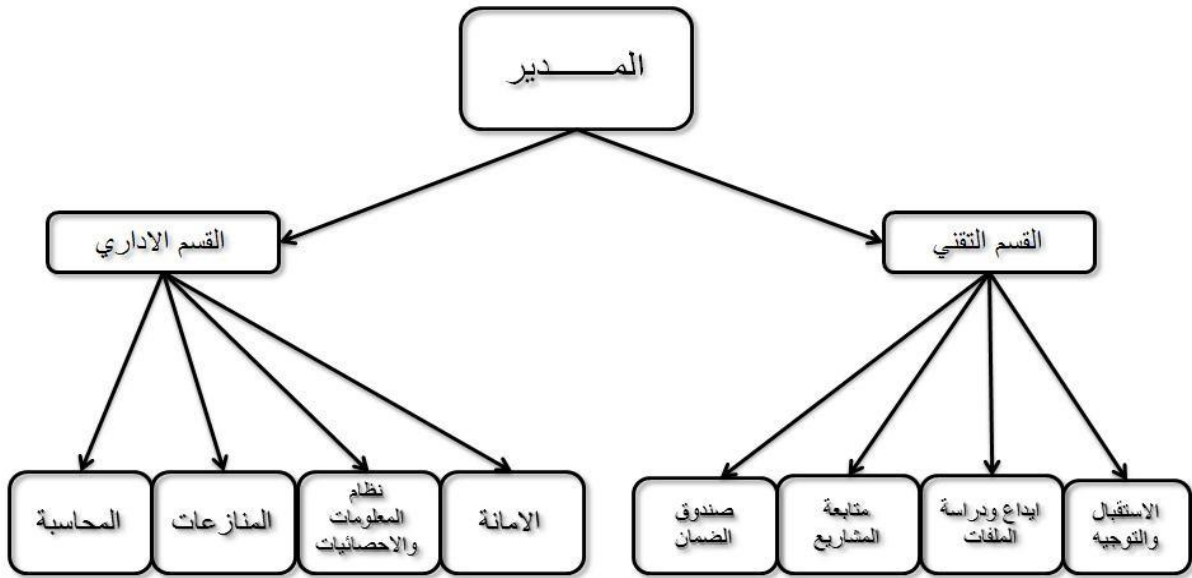 المـــــــدير
القسم التقني
القسم الاداري
الاستقبال
والتوجيه
ايداع ودراسة
الملفات
متابعة
المشاريع
صندوق
الضمان
الامانة
نظام
المعلومات
والاحصائيات
المنازعات
المحاسبة